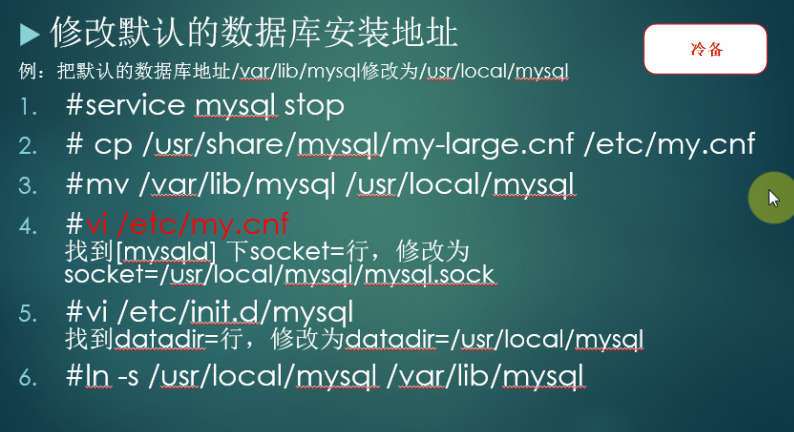 修改默认的数据库安装地址
冷备
例：把默认的数据库地址/var/lib/mysql修改为/usr/local/mysql
1. #service mysql stop
2. # cp /usr/share/mysql/my-large.cnf /etc/my.cnf
3. #mv /var/lib/mysql /usr/local/mysql
4. #vi /etc/my.cnf
找到[mysqld] 下socket=行，修改为
socket=/usr/local/mysql/mysql.sock
5. #vi /etc/init.d/mysql
找到datadir=行，修改为datadir=/usr/local/mysql
6. #ln -s /usr/local/mysql /var/lib/mysql